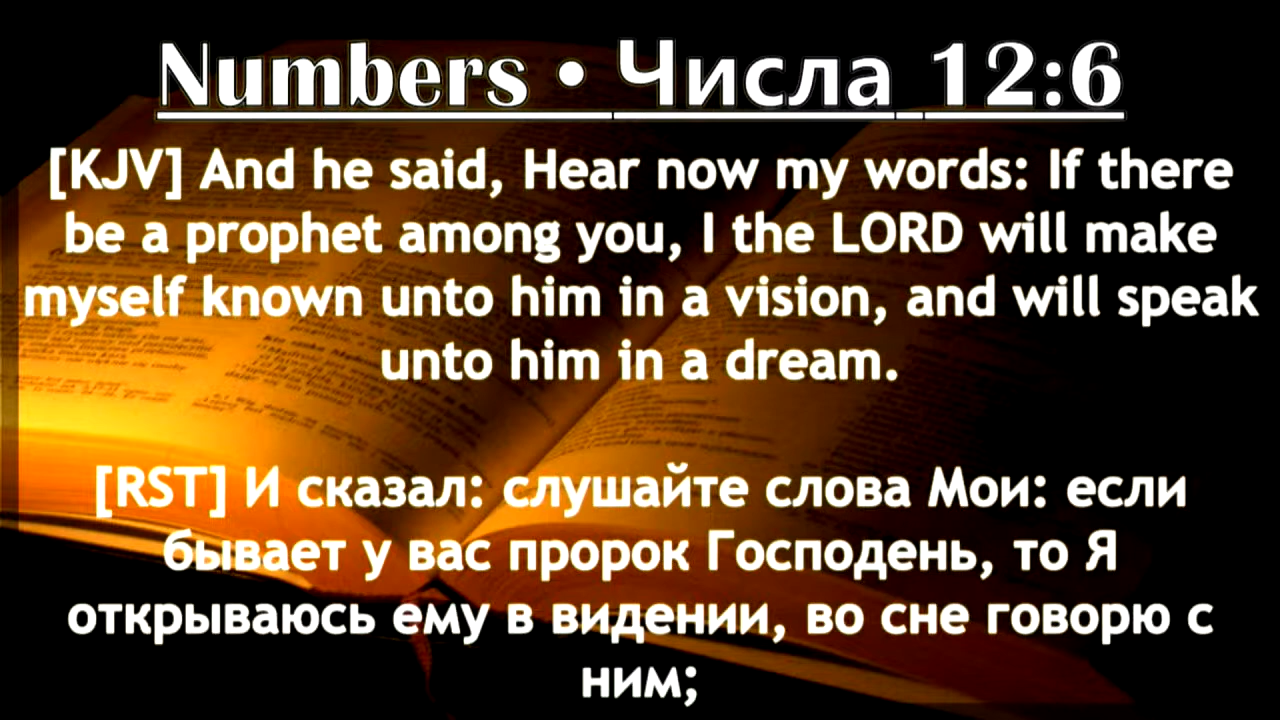 Numbers • Числа 12:6
[KJV] And he said, Hear now my words: If there
be a prophet among you, I the LORD will make
myself known unto him in a vision, and will speak
unto him in a dream.
[RST] И сказал: слушайте слова Мои: если
бывает у вас пророк Господень, то Я
открываюсь ему в видении, во сне говорю с
ним;